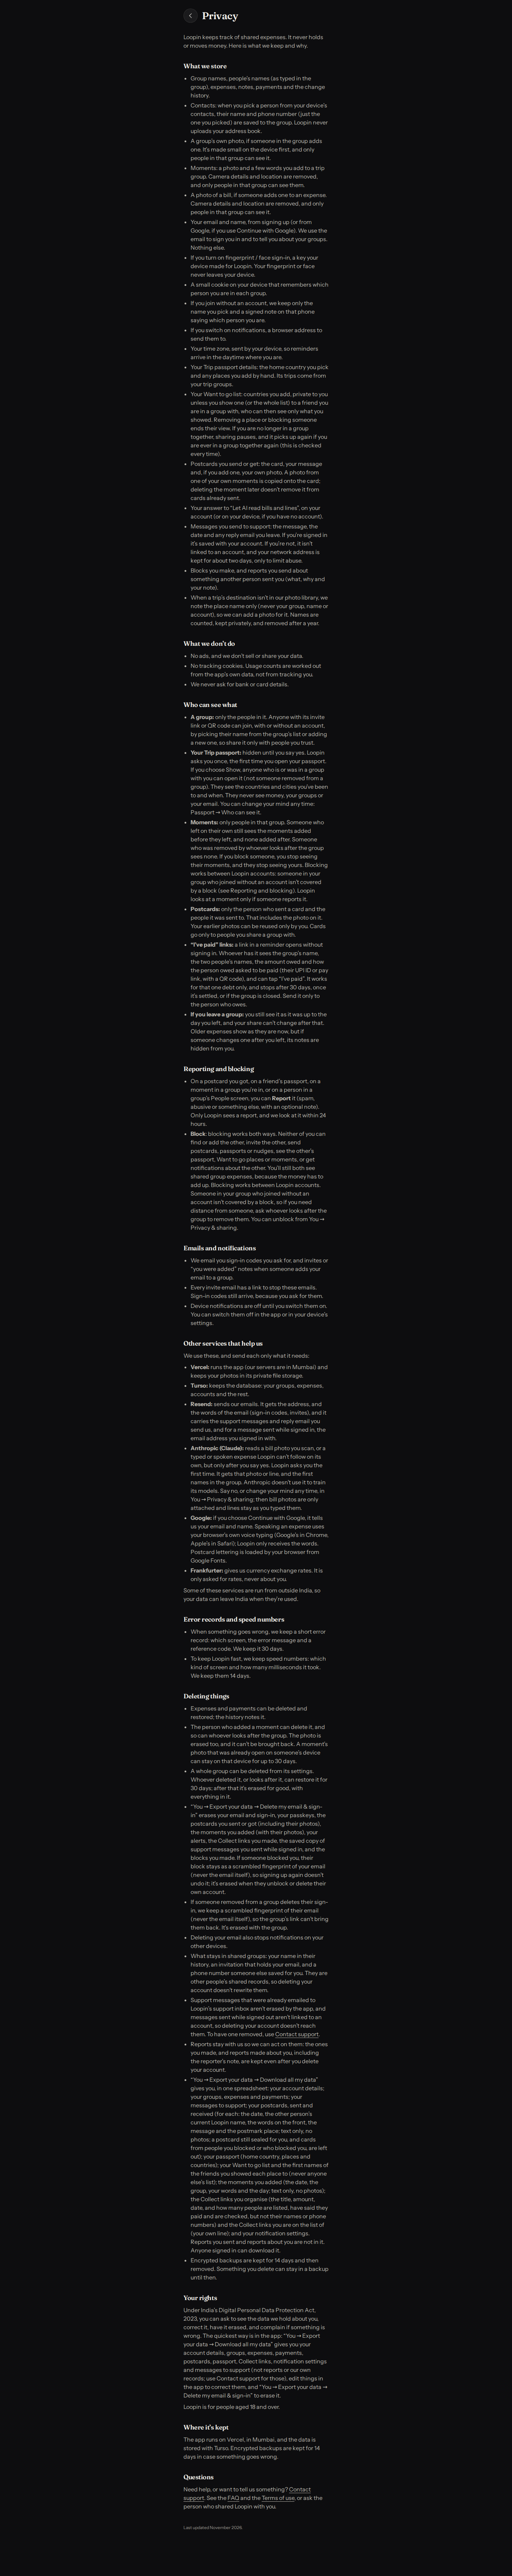 Privacy
Loopin keeps track of shared expenses. It never holds
or moves money. Here is what we keep and why.
What we store
• Group names, people's names (as typed in the
group), expenses, notes, payments and the change
history.
• Contacts: when you pick a person from your device's
contacts, their name and phone number (just the
one you picked) are saved to the group. Loopin never
uploads your address book.
• A group's own photo, if someone in the group adds
one. It's made small on the device first, and only
people in that group can see it.
• Moments: a photo and a few words you add to a trip
group. Camera details and location are removed,
and only people in that group can see them.
• A photo of a bill, if someone adds one to an expense.
Camera details and location are removed, and only
people in that group can see it.
• Your email and name, from signing up (or from
Google, if you use Continue with Google). We use the
email to sign you in and to tell you about your groups.
Nothing else.
• If you turn on fingerprint / face sign-in, a key your
device made for Loopin. Your fingerprint or face
never leaves your device.
• A small cookie on your device that remembers which
person you are in each group.
• If you join without an account, we keep only the
name you pick and a signed note on that phone
saying which person you are.
• If you switch on notifications, a browser address to
send them to.
• Your time zone, sent by your device, so reminders
arrive in the daytime where you are.
• Your Trip passport details: the home country you pick
and any places you add by hand. Its trips come from
your trip groups.
• Your Want to go list: countries you add, private to you
unless you show one (or the whole list) to a friend you
are in a group with, who can then see only what you
showed. Removing a place or blocking someone
ends their view. If you are no longer in a group
together, sharing pauses, and it picks up again if you
are ever in a group together again (this is checked
every time).
• Postcards you send or get: the card, your message
and, if you add one, your own photo. A photo from
one of your own moments is copied onto the card;
deleting the moment later doesn't remove it from
cards already sent.
• Your answer to "Let AI read bills and lines", on your
account (or on your device, if you have no account).
• Messages you send to support: the message, the
date and any reply email you leave. If you're signed in
it's saved with your account. If you're not, it isn't
linked to an account, and your network address is
kept for about two days, only to limit abuse.
• Blocks you make, and reports you send about
something another person sent you (what, why and
your note).
• When a trip's destination isn't in our photo library, we
note the place name only (never your group, name or
account), so we can add a photo for it. Names are
counted, kept privately, and removed after a year.
What we don't do
• No ads, and we don't sell or share your data.
• No tracking cookies. Usage counts are worked out
from the app's own data, not from tracking you.
• We never ask for bank or card details.
Who can see what
• A group: only the people in it. Anyone with its invite
link or QR code can join, with or without an account,
by picking their name from the group's list or adding
a new one, so share it only with people you trust.
• Your Trip passport: hidden until you say yes. Loopin
asks you once, the first time you open your passport.
If you choose Show, anyone who is or was in a group
with you can open it (not someone removed from a
group). They see the countries and cities you've been
to and when. They never see money, your groups or
your email. You can change your mind any time:
Passport → Who can see it.
• Moments: only people in that group. Someone who
left on their own still sees the moments added
before they left, and none added after. Someone
who was removed by whoever looks after the group
sees none. If you block someone, you stop seeing
their moments, and they stop seeing yours. Blocking
works between Loopin accounts: someone in your
group who joined without an account isn't covered
by a block (see Reporting and blocking). Loopin
looks at a moment only if someone reports it.
• Postcards: only the person who sent a card and the
people it was sent to. That includes the photo on it.
Your earlier photos can be reused only by you. Cards
go only to people you share a group with.
• "I've paid" links: a link in a reminder opens without
signing in. Whoever has it sees the group's name,
the two people's names, the amount owed and how
the person owed asked to be paid (their UPI ID or pay
link, with a QR code), and can tap "I've paid". It works
for that one debt only, and stops after 30 days, once
it's settled, or if the group is closed. Send it only to
the person who owes.
• If you leave a group: you still see it as it was up to the
day you left, and your share can't change after that.
Older expenses show as they are now, but if
someone changes one after you left, its notes are
hidden from you.
Reporting and blocking
• On a postcard you got, on a friend's passport, on a
moment in a group you're in, or on a person in a
group's People screen, you can Report it (spam,
abusive or something else, with an optional note).
Only Loopin sees a report, and we look at it within 24
hours.
• Block: blocking works both ways. Neither of you can
find or add the other, invite the other, send
postcards, passports or nudges, see the other's
passport, Want to go places or moments, or get
notifications about the other. You'll still both see
shared group expenses, because the money has to
add up. Blocking works between Loopin accounts.
Someone in your group who joined without an
account isn't covered by a block, so if you need
distance from someone, ask whoever looks after the
group to remove them. You can unblock from You →
Privacy & sharing.
Emails and notifications
• We email you sign-in codes you ask for, and invites or
"you were added" notes when someone adds your
email to a group.
• Every invite email has a link to stop these emails.
Sign-in codes still arrive, because you ask for them.
• Device notifications are off until you switch them on.
You can switch them off in the app or in your device's
settings.
Other services that help us
We use these, and send each only what it needs:
• Vercel: runs the app (our servers are in Mumbai) and
keeps your photos in its private file storage.
• Turso: keeps the database: your groups, expenses,
accounts and the rest.
• Resend: sends our emails. It gets the address, and
the words of the email (sign-in codes, invites), and it
carries the support messages and reply email you
send us, and for a message sent while signed in, the
email address you signed in with.
• Anthropic (Claude): reads a bill photo you scan, or a
typed or spoken expense Loopin can't follow on its
own, but only after you say yes. Loopin asks you the
first time. It gets that photo or line, and the first
names in the group. Anthropic doesn't use it to train
its models. Say no, or change your mind any time, in
You → Privacy & sharing; then bill photos are only
attached and lines stay as you typed them.
• Google: if you choose Continue with Google, it tells
us your email and name. Speaking an expense uses
your browser's own voice typing (Google's in Chrome,
Apple's in Safari); Loopin only receives the words.
Postcard lettering is loaded by your browser from
Google Fonts.
• Frankfurter: gives us currency exchange rates. It is
only asked for rates, never about you.
Some of these services are run from outside India, so
your data can leave India when they're used.
Error records and speed numbers
• When something goes wrong, we keep a short error
record: which screen, the error message and a
reference code. We keep it 30 days.
• To keep Loopin fast, we keep speed numbers: which
kind of screen and how many milliseconds it took.
We keep them 14 days.
Deleting things
• Expenses and payments can be deleted and
restored; the history notes it.
• The person who added a moment can delete it, and
so can whoever looks after the group. The photo is
erased too, and it can't be brought back. A moment's
photo that was already open on someone's device
can stay on that device for up to 30 days.
• A whole group can be deleted from its settings.
Whoever deleted it, or looks after it, can restore it for
30 days; after that it's erased for good, with
everything in it.
• "You → Export your data → Delete my email & sign-
in" erases your email and sign-in, your passkeys, the
postcards you sent or got (including their photos),
the moments you added (with their photos), your
alerts, the Collect links you made, the saved copy of
support messages you sent while signed in, and the
blocks you made. If someone blocked you, their
block stays as a scrambled fingerprint of your email
(never the email itself), so signing up again doesn't
undo it; it's erased when they unblock or delete their
own account.
• If someone removed from a group deletes their sign-
in, we keep a scrambled fingerprint of their email
(never the email itself), so the group's link can't bring
them back. It's erased with the group.
• Deleting your email also stops notifications on your
other devices.
• What stays in shared groups: your name in their
history, an invitation that holds your email, and a
phone number someone else saved for you. They are
other people's shared records, so deleting your
account doesn't rewrite them.
• Support messages that were already emailed to
Loopin's support inbox aren't erased by the app, and
messages sent while signed out aren't linked to an
account, so deleting your account doesn't reach
them. To have one removed, use Contact support.
• Reports stay with us so we can act on them: the ones
you made, and reports made about you, including
the reporter's note, are kept even after you delete
your account.
• "You → Export your data → Download all my data"
gives you, in one spreadsheet: your account details;
your groups, expenses and payments; your
messages to support; your postcards, sent and
received (for each: the date, the other person's
current Loopin name, the words on the front, the
message and the postmark place; text only, no
photos; a postcard still sealed for you, and cards
from people you blocked or who blocked you, are left
out); your passport (home country, places and
countries); your Want to go list and the first names of
the friends you showed each place to (never anyone
else's list); the moments you added (the date, the
group, your words and the day; text only, no photos);
the Collect links you organise (the title, amount,
date, and how many people are listed, have said they
paid and are checked, but not their names or phone
numbers) and the Collect links you are on the list of
(your own line); and your notification settings.
Reports you sent and reports about you are not in it.
Anyone signed in can download it.
• Encrypted backups are kept for 14 days and then
removed. Something you delete can stay in a backup
until then.
Your rights
Under India's Digital Personal Data Protection Act,
2023, you can ask to see the data we hold about you,
correct it, have it erased, and complain if something is
wrong. The quickest way is in the app: "You → Export
your data → Download all my data" gives you your
account details, groups, expenses, payments,
postcards, passport, Collect links, notification settings
and messages to support (not reports or our own
records; use Contact support for those), edit things in
the app to correct them, and "You → Export your data →
Delete my email & sign-in" to erase it.
Loopin is for people aged 18 and over.
Where it's kept
The app runs on Vercel, in Mumbai, and the data is
stored with Turso. Encrypted backups are kept for 14
days in case something goes wrong.
Questions
Need help, or want to tell us something? Contact
support. See the FAQ and the Terms of use, or ask the
person who shared Loopin with you.
Last updated November 2026.